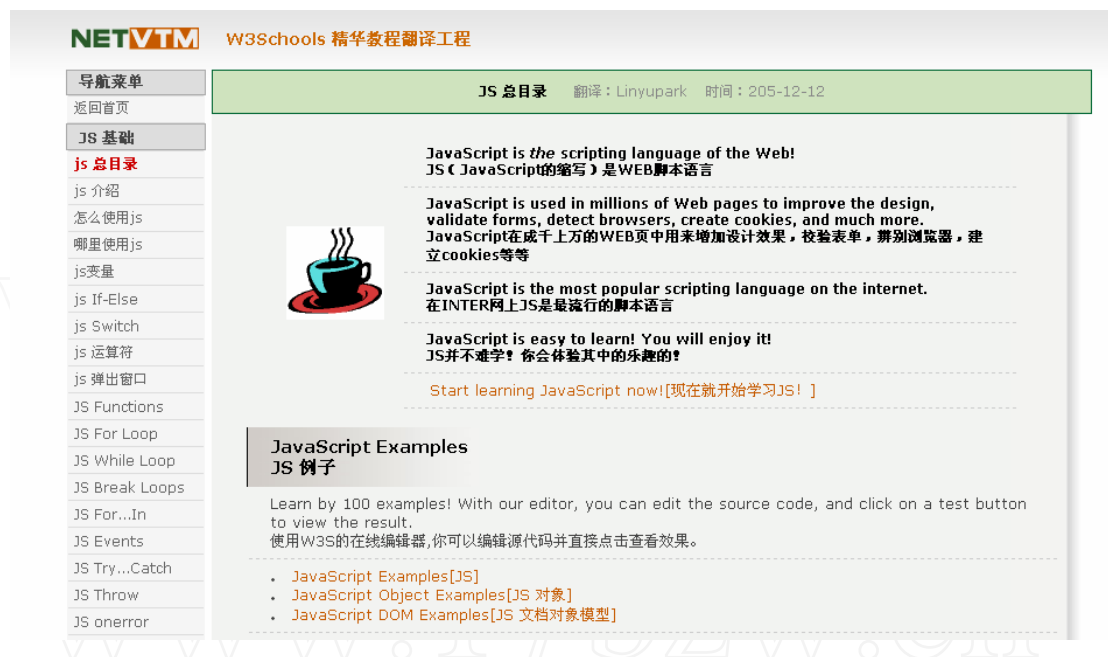 NETVTM W3Schools 精华教程翻译工程
导航菜单
返回首页
JS 基础
js 总目录
js 介绍
怎么使用js
哪里使用js
js变量
js If-Else
js Switch
js 运算符
js 弹出窗口
JS Functions
JS For Loop
JS While Loop
JS Break Loops
JS For...In
JS Events
JS Try...Catch
JS Throw
JS onerror
JS 总目录 翻译：Linyupark 时间：205-12-12
JavaScript is the scripting language of the Web!
JS（JavaScript的缩写）是WEB脚本语言
JavaScript is used in millions of Web pages to improve the design,
validate forms, detect browsers, create cookies, and much more.
JavaScript在成千上万的WEB页中用来增加设计效果，校验表单，辨别浏览器，建
立cookies等等
JavaScript is the most popular scripting language on the internet.
在INTER网上JS是最流行的脚本语言
JavaScript is easy to learn! You will enjoy it!
JS并不难学！你会体验其中的乐趣的！
Start learning JavaScript now![现在就开始学习JS！]
JavaScript Examples
JS 例子
Learn by 100 examples! With our editor, you can edit the source code, and click on a test button
to view the result.
使用W3S的在线编辑器,你可以编辑源代码并直接点击查看效果。
JavaScript Examples[JS]
JavaScript Object Examples[JS 对象]
JavaScript DOM Examples[JS 文档对象模型]